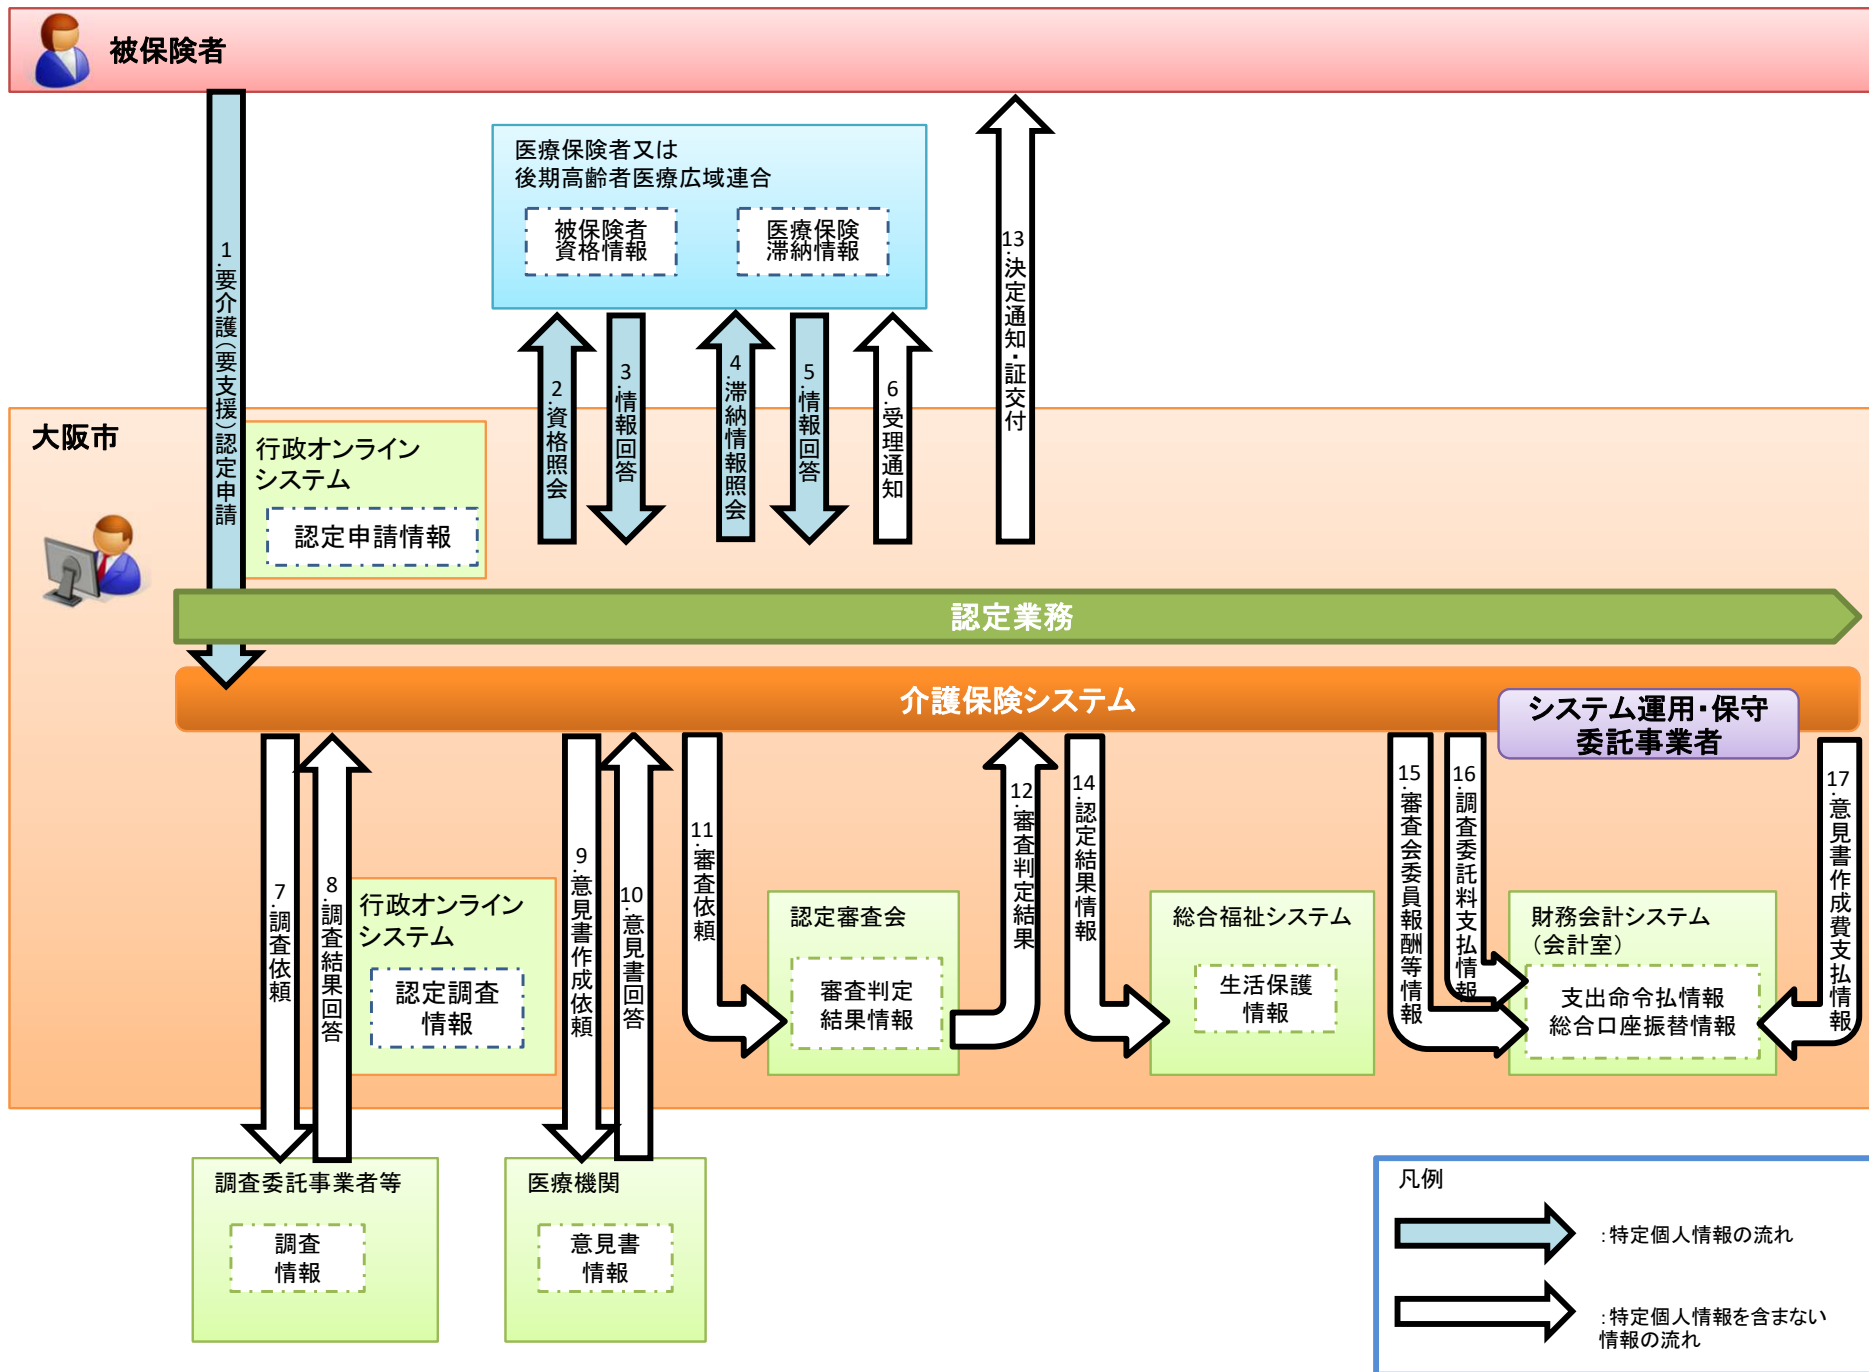 被保険者
医療保険者又は
後期高齢者医療広域連合
被保険者
資格情報
医療保険
滞納情報
1.要介護(要支援)認定申請
2.資格照会
3.情報回答
4.滞納情報照会
5.情報回答
6.受理通知
13.決定通知・証交付
大阪市
行政オンライン
システム
認定申請情報
認定業務
介護保険システム
システム運用・保守
委託事業者
7.調査依頼
8.調査結果回答
行政オンライン
システム
認定調査
情報
9.意見書作成依頼
10.意見書回答
11.審査依頼
認定審査会
審査判定
結果情報
12.審査判定結果
14.認定結果情報
総合福祉システム
生活保護
情報
15.審査会委員報酬等情報
16.調査委託料支払情報
財務会計システム
(会計室)
支出命令払情報
総合口座振替情報
17.意見書作成費支払情報
調査委託事業者等
調査
情報
医療機関
意見書
情報
凡例
:特定個人情報の流れ
:特定個人情報を含まない
情報の流れ